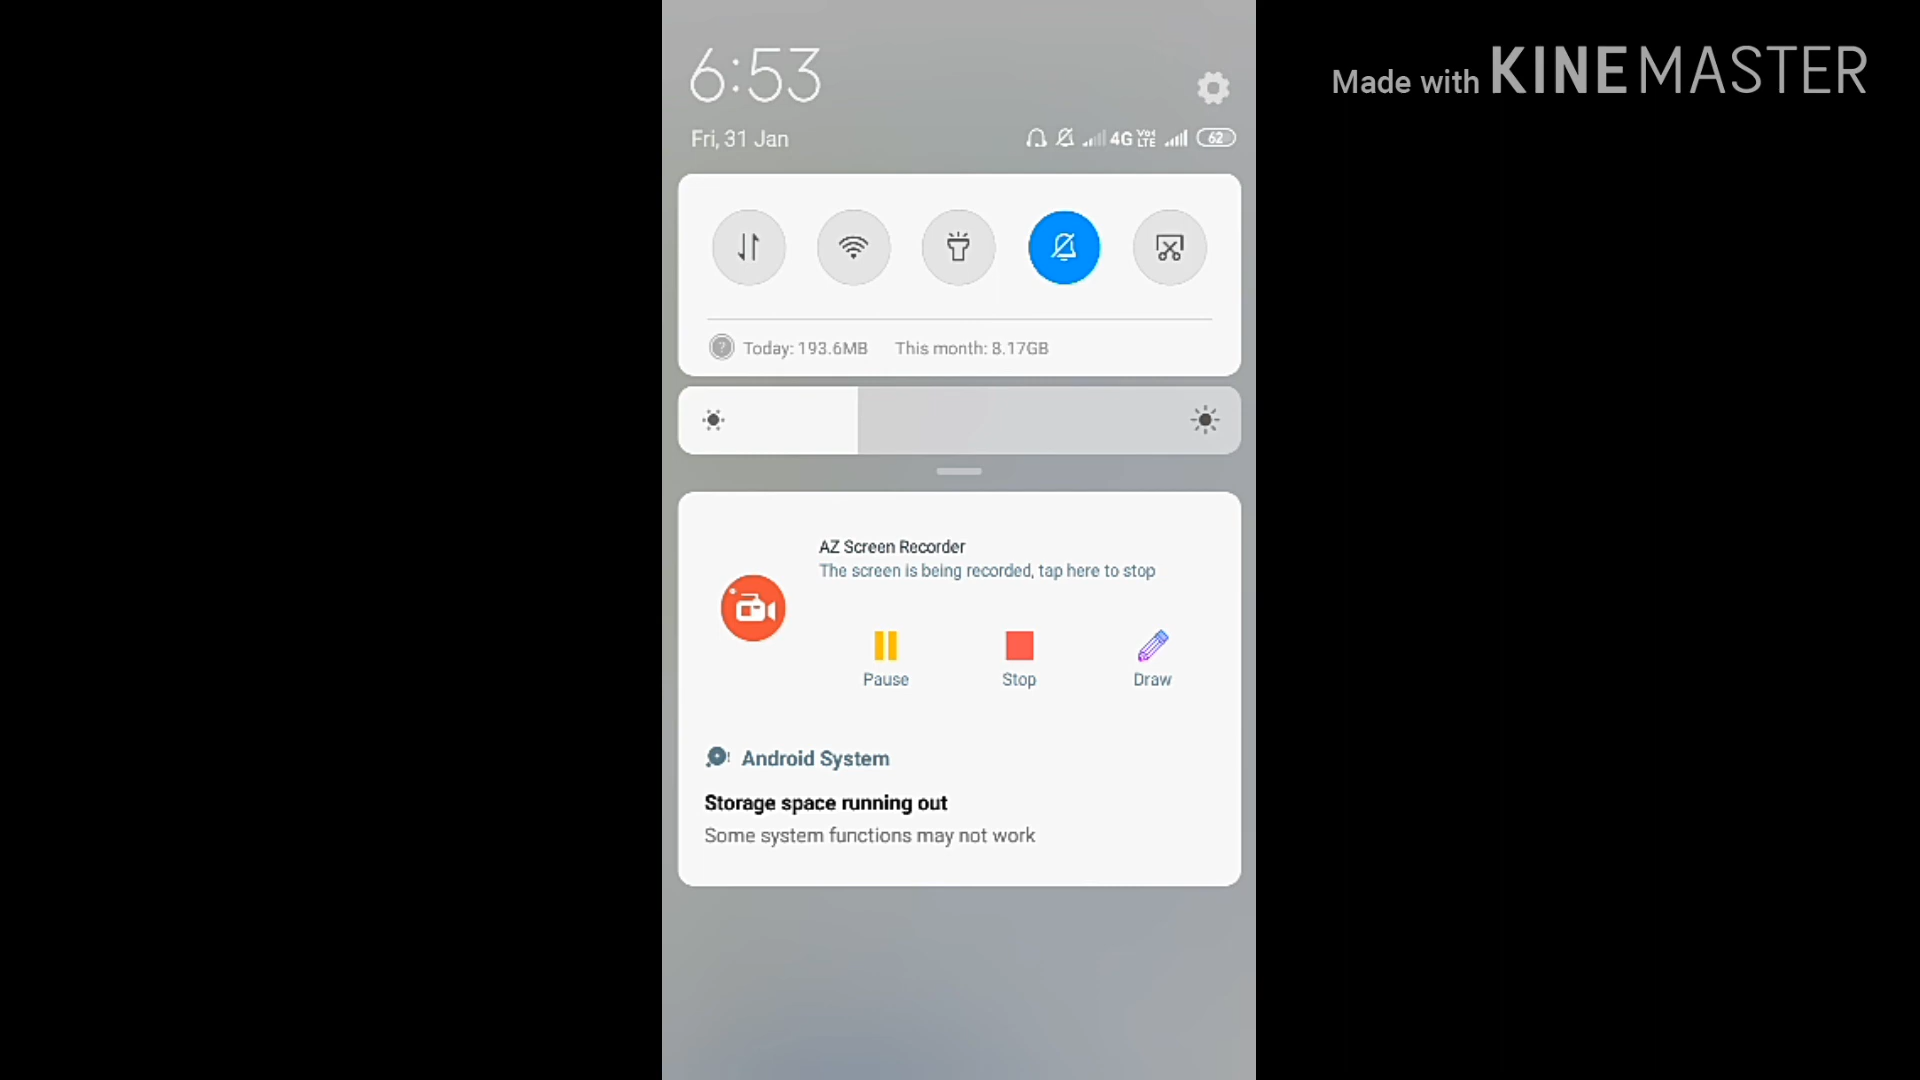 6:53
Made with KINEMASTER
Fri, 31 Jan
4G Vo LTE 62
Today: 193.6MB This month: 8.17GB
AZ Screen Recorder
The screen is being recorded, tap here to stop
Pause Stop Draw
Android System
Storage space running out
Some system functions may not work